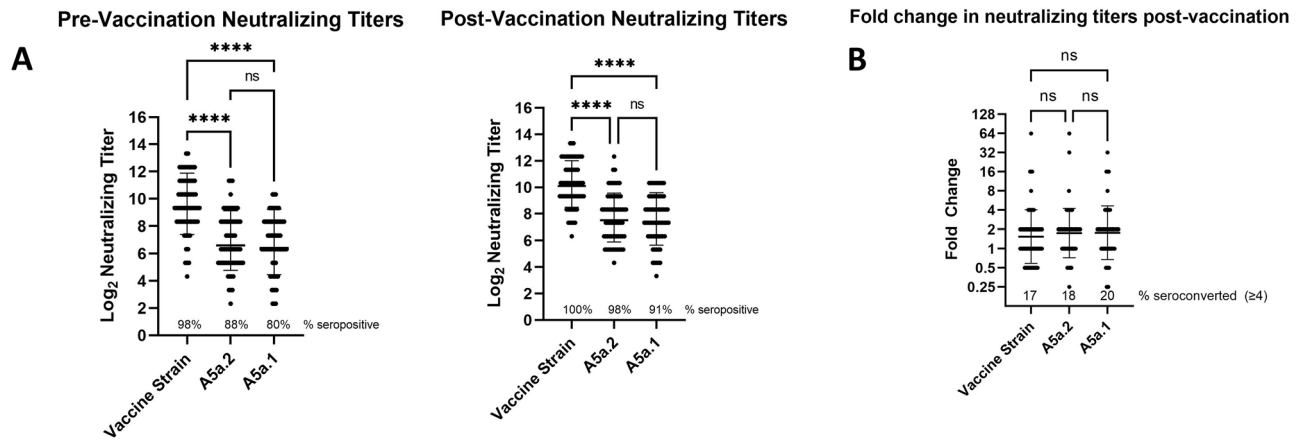 Pre-Vaccination Neutralizing Titers
A
****
ns
****
Log2 Neutralizing Titer
16
14
12
10
8
6
4
2
0
98% 88% 80% % seropositive
Vaccine Strain
A5a.2
A5a.1
Post-Vaccination Neutralizing Titers
****
**** ns
Log2 Neutralizing Titer
16
14
12
10
8
6
4
2
0
100% 98% 91% % seropositive
Vaccine Strain
A5a.2
A5a.1
Fold change in neutralizing titers post-vaccination
B
ns
ns ns
Fold Change
128
64
32
16
8
4
2
1
0.5
0.25
17 18 20 % seroconverted (≥4)
Vaccine Strain
A5a.2
A5a.1